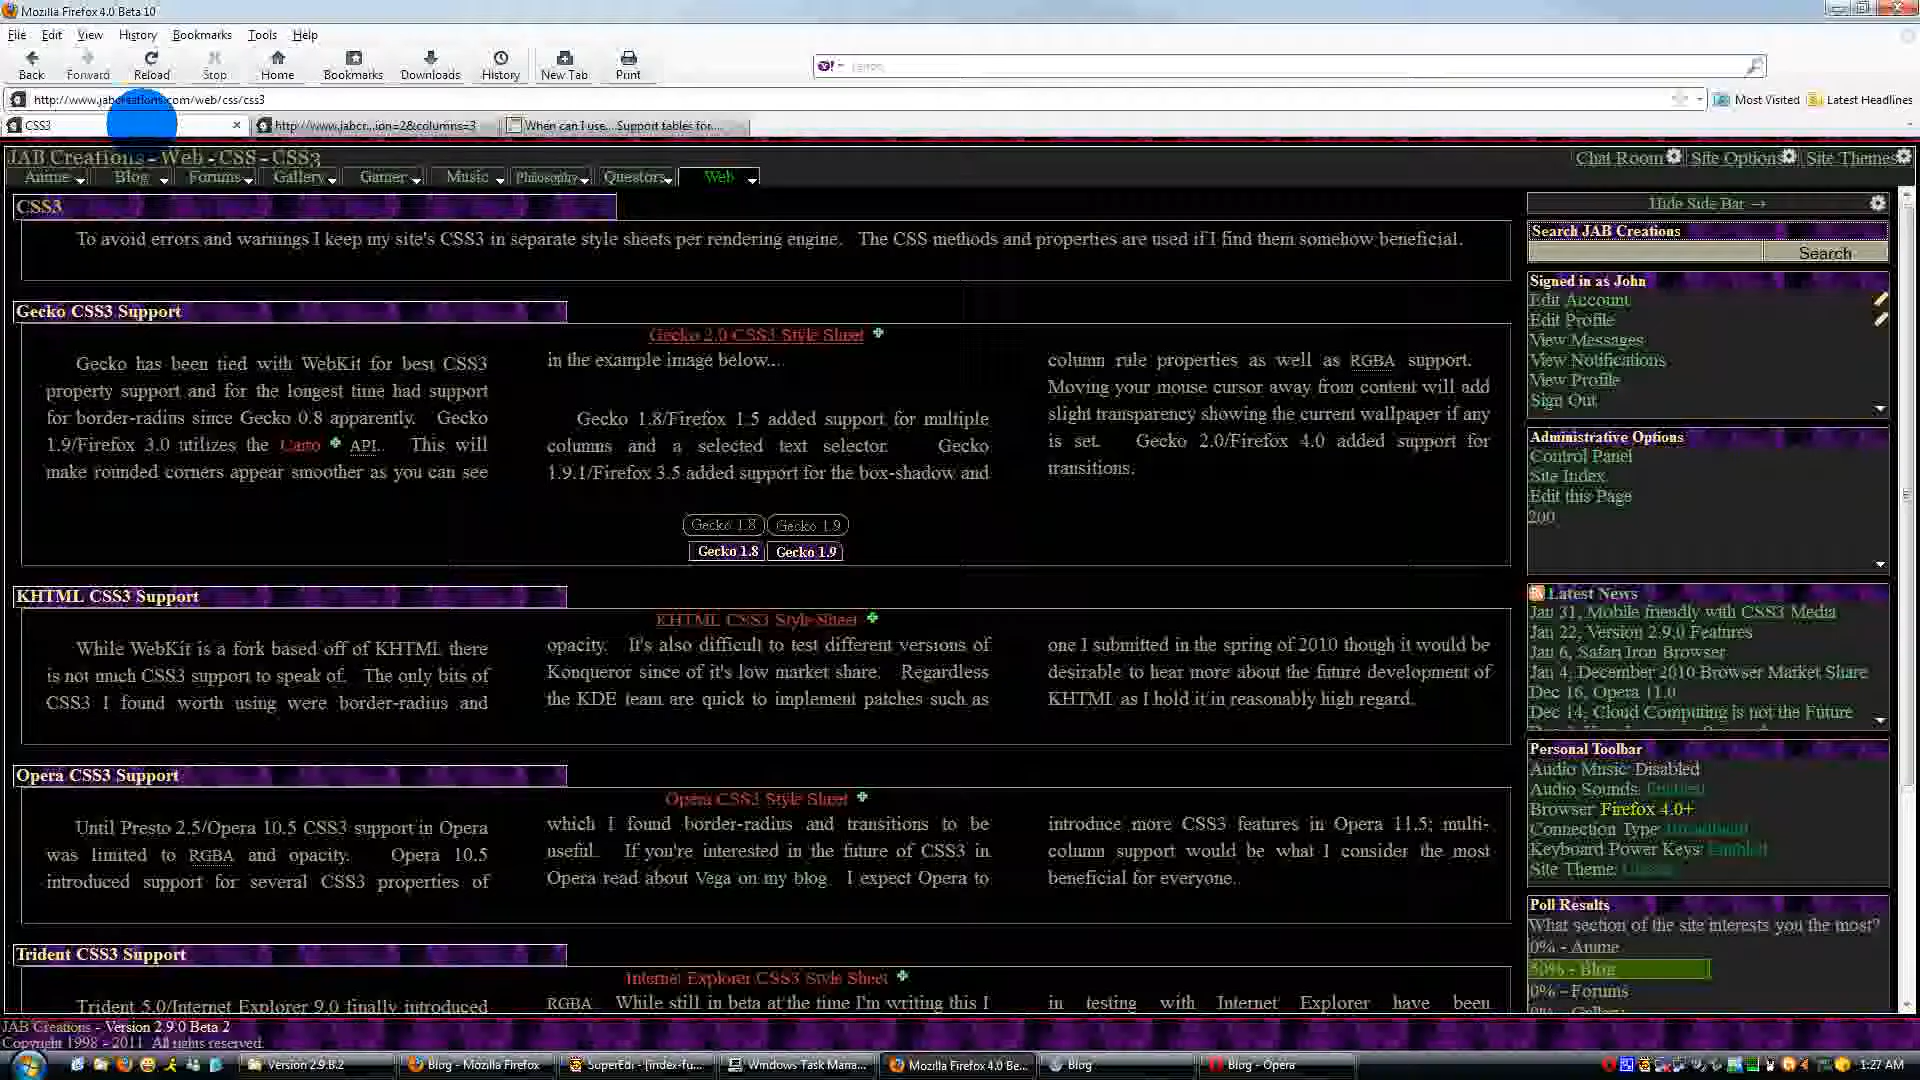 Mozilla Firefox 4.0 Beta 10
File Edit View History Tools Help
Back Forward Reload Stop Home Bookmarks Downloads History New Tab Print
http://www.jabcreations.com/web/css/css3
Most Visited Latest Headlines
CSS3
http://www.jabcr...ion=2&columns=3
When can I use... Support tables for...
JAB Creations - Web - CSS - CSS3
Chat Room Site Options Site Themes
Anime Blog Forums Gallery Gamer Music Philosophy Questors Web
CSS3
To avoid errors and warnings I keep my site's CSS3 in separate style sheets per rendering engine. The CSS methods and properties are used if I find them somehow beneficial.
Gecko CSS3 Support
Gecko 2.0 CSS3 Style Sheet
Gecko has been tied with WebKit for best CSS3
property support and for the longest time had support
for border-radius since Gecko 0.8 apparently. Gecko
1.9/Firefox 3.0 utilizes the Cairo API.. This will
make rounded corners appear smoother as you can see
in the example image below....
Gecko 1.8/Firefox 1.5 added support for multiple
columns and a selected text selector. Gecko
1.9.1/Firefox 3.5 added support for the box-shadow and
column rule properties as well as RGBA support.
Moving your mouse cursor away from content will add
slight transparency showing the current wallpaper if any
is set. Gecko 2.0/Firefox 4.0 added support for
transitions.
Gecko 1.8 Gecko 1.9
Gecko 1.8 Gecko 1.9
KHTML CSS3 Support
KHTML CSS3 Style Sheet
While WebKit is a fork based off of KHTML there
is not much CSS3 support to speak of. The only bits of
CSS3 I found worth using were border-radius and
opacity. It's also difficult to test different versions of
Konqueror since of it's low market share. Regardless
the KDE team are quick to implement patches such as
one I submitted in the spring of 2010 though it would be
desirable to hear more about the future development of
KHTML as I hold it in reasonably high regard.
Opera CSS3 Support
Opera CSS3 Style Sheet
Until Presto 2.5/Opera 10.5 CSS3 support in Opera
was limited to RGBA and opacity. Opera 10.5
introduced support for several CSS3 properties of
which I found border-radius and transitions to be
useful. If you're interested in the future of CSS3 in
Opera read about Vega on my blog. I expect Opera to
introduce more CSS3 features in Opera 11.5; multi-
column support would be what I consider the most
beneficial for everyone..
Trident CSS3 Support
Internet Explorer CSS3 Style Sheet
Trident 5.0/Internet Explorer 9.0 finally introduced
RGBA. While still in beta at the time I'm writing this I
in testing with Internet Explorer have been
Hide Side Bar →
Search JAB Creations
Search
Signed in as John
Edit Account
Edit Profile
View Messages
View Notifications
View Profile
Sign Out
Administrative Options
Control Panel
Site Index
Edit this Page
200
Latest News
Jan 31, Mobile friendly with CSS3 Media
Jan 22, Version 2.9.0 Features
Jan 6, Safari Iron Browser
Jan 4, December 2010 Browser Market Share
Dec 16, Opera 11.0
Dec 14, Cloud Computing is not the Future
Personal Toolbar
Audio Music: Disabled
Audio Sounds: Enabled
Browser: Firefox 4.0+
Connection Type: Broadband
Keyboard Power Keys: Enabled
Site Theme:
Poll Results
What section of the site interests you the most?
0% - Anime
50% - Blog
0% - Forums
JAB Creations - Version 2.9.0 Beta 2
Copyright 1998 - 2011 All rights reserved.
Version 2.9.B.2
Blog - Mozilla Firefox
SuperEdi - [index-fu...
Windows Task Mana...
Mozilla Firefox 4.0 Be...
Blog
Blog - Opera
1:27 AM